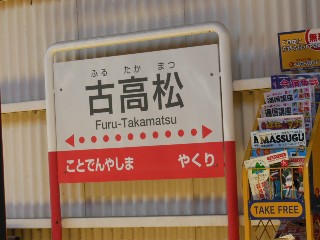 ふる たか まつ
古高松
Furu-Takamatsu
ことでんやしま やくり
無
MASSUGU
TAKE FREE